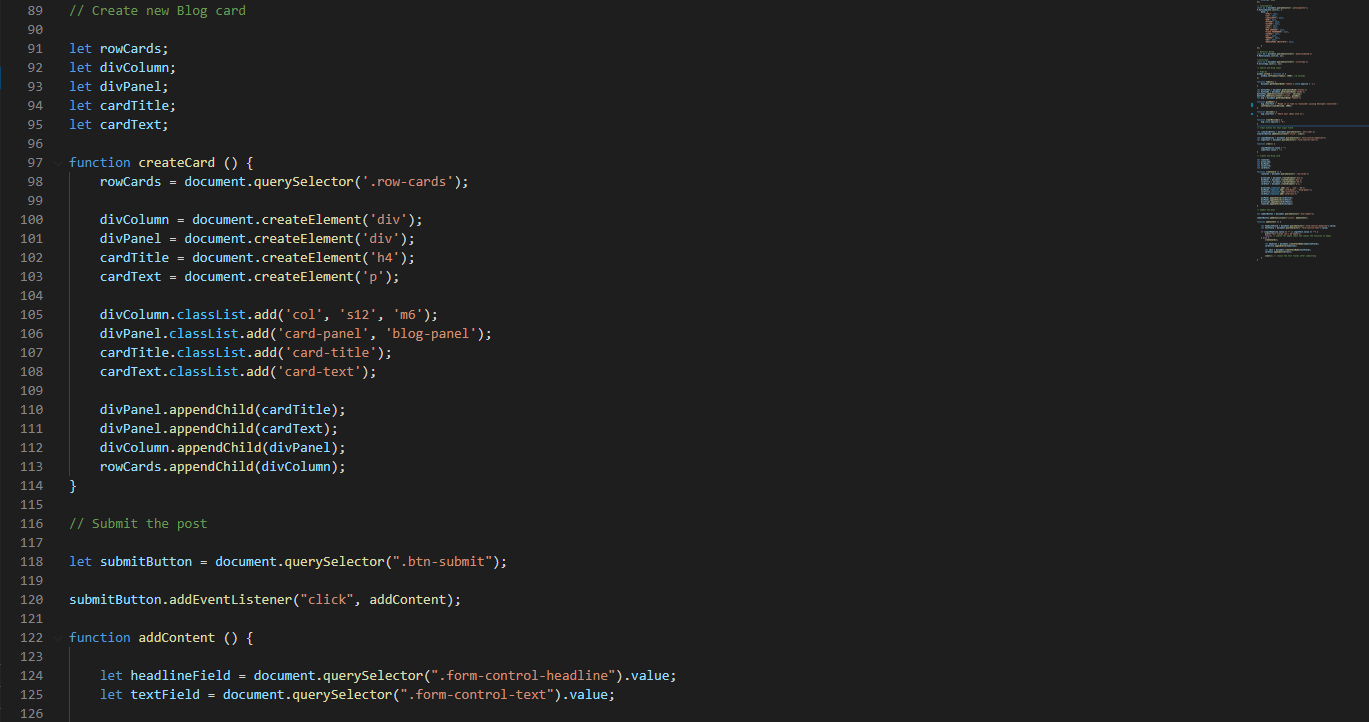 89 // Create new Blog card
90
91 let rowCards;
92 let divColumn;
93 let divPanel;
94 let cardTitle;
95 let cardText;
96
97 function createCard () {
98 rowCards = document.querySelector('.row-cards');
99
100 divColumn = document.createElement('div');
101 divPanel = document.createElement('div');
102 cardTitle = document.createElement('h4');
103 cardText = document.createElement('p');
104
105 divColumn.classList.add('col', 's12', 'm6');
106 divPanel.classList.add('card-panel', 'blog-panel');
107 cardTitle.classList.add('card-title');
108 cardText.classList.add('card-text');
109
110 divPanel.appendChild(cardTitle);
111 divPanel.appendChild(cardText);
112 divColumn.appendChild(divPanel);
113 rowCards.appendChild(divColumn);
114 }
115
116 // Submit the post
117
118 let submitButton = document.querySelector(".btn-submit");
119
120 submitButton.addEventListener("click", addContent);
121
122 function addContent () {
123
124 let headlineField = document.querySelector(".form-control-headline").value;
125 let textField = document.querySelector(".form-control-text").value;
126